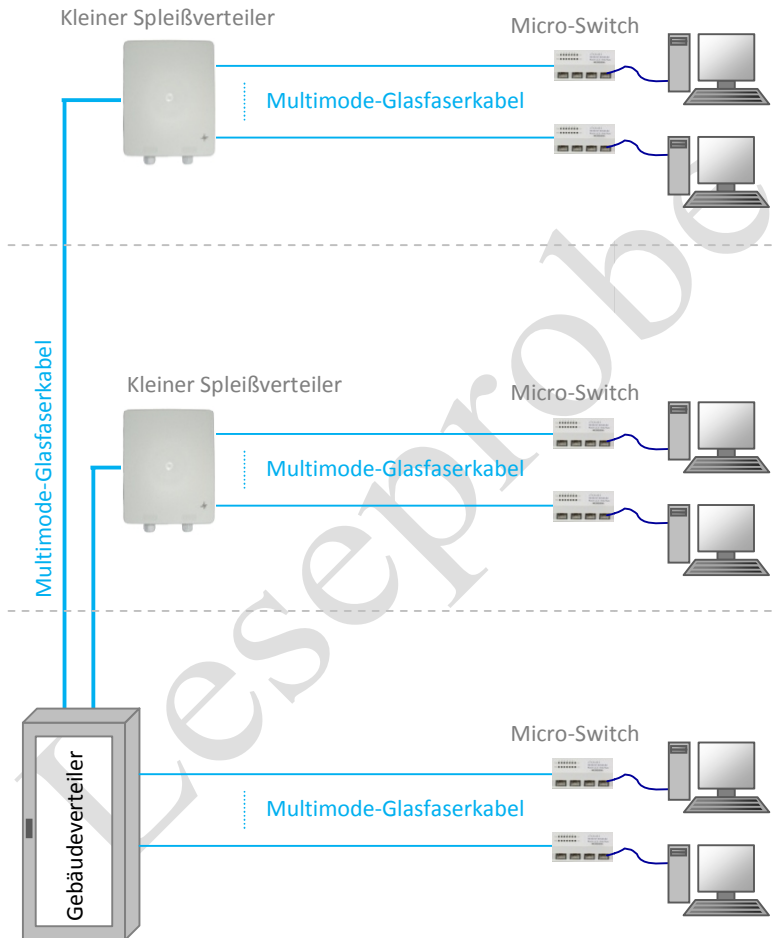 Kleiner Spleißverteiler
Micro-Switch
Multimode-Glasfaserkabel
Multimode-Glasfaserkabel
Kleiner Spleißverteiler
Micro-Switch
Multimode-Glasfaserkabel
Micro-Switch
Multimode-Glasfaserkabel
Gebäudeverteiler
Leseprobe